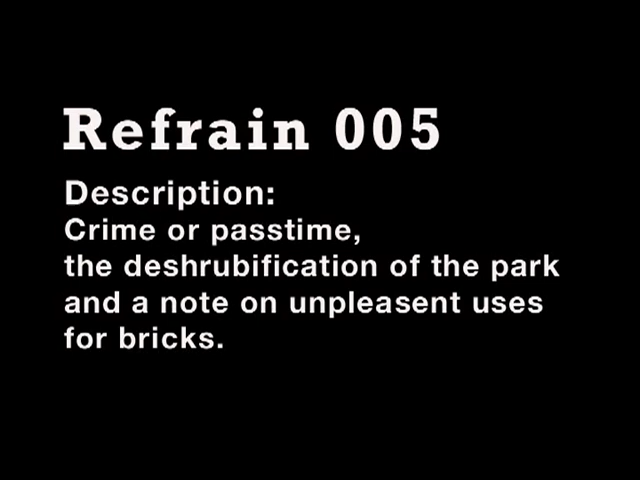 Refrain 005
Description:
Crime or passtime,
the deshrubification of the park
and a note on unpleasent uses
for bricks.